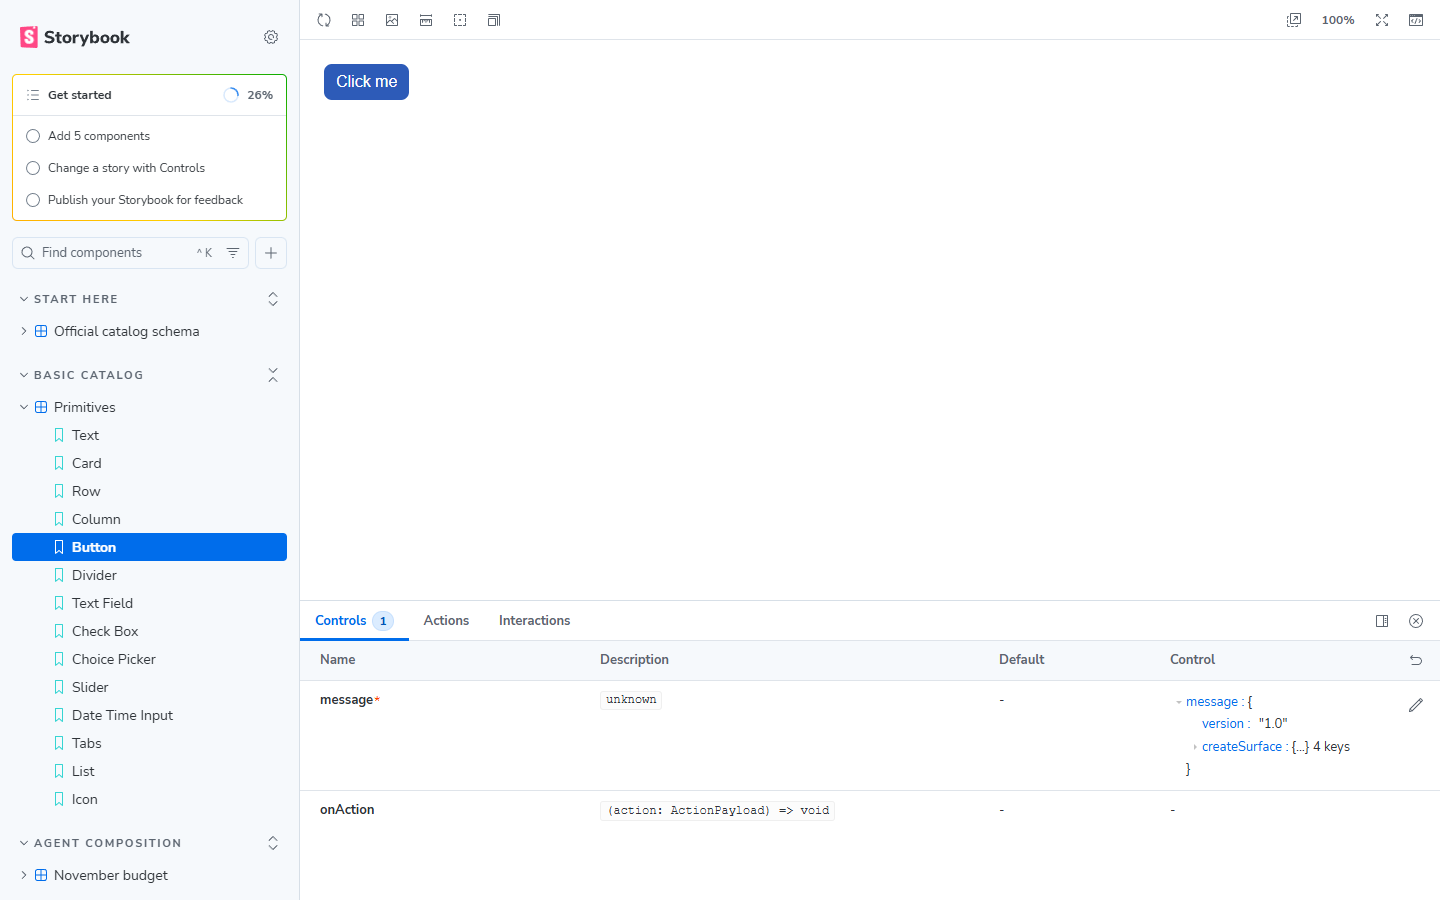 Storybook
Get started
26%
Add 5 components
Change a story with Controls
Publish your Storybook for feedback
Find components
^ K
START HERE
Official catalog schema
BASIC CATALOG
Primitives
Text
Card
Row
Column
Button
Divider
Text Field
Check Box
Choice Picker
Slider
Date Time Input
Tabs
List
Icon
AGENT COMPOSITION
November budget
100%
Click me
Controls 1 Actions Interactions
Name Description Default Control
message* unknown - message : {
version : "1.0"
createSurface : {...} 4 keys
}
onAction (action: ActionPayload) => void - -